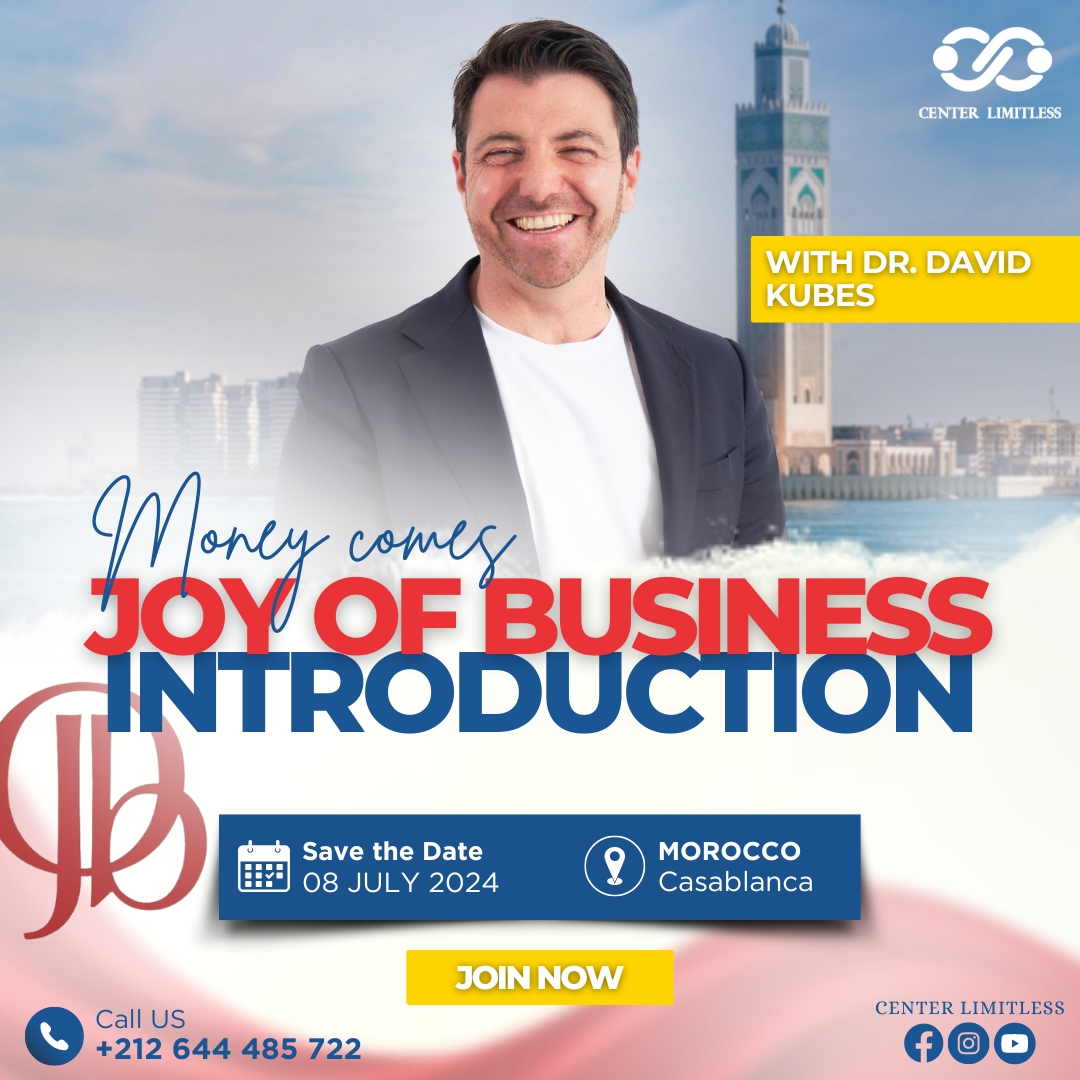 CENTER LIMITLESS
WITH DR. DAVID
KUBES
Money comes
JOY OF BUSINESS
INTRODUCTION
JB
Save the Date
08 JULY 2024
MOROCCO
Casablanca
JOIN NOW
Call US
+212 644 485 722
CENTER LIMITLESS